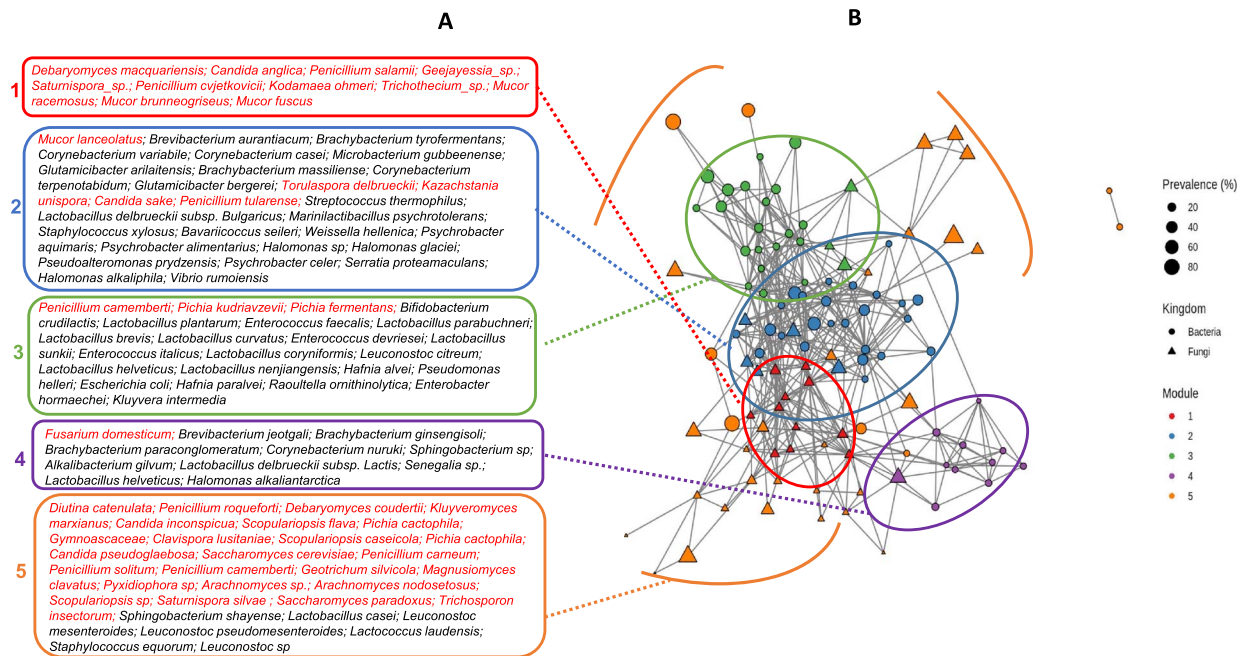 A
B
1
Debaryomyces macquariensis; Candida anglica; Penicillium salamii; Geejayessia_sp.;
Saturnispora_sp.; Penicillium cvjetkovicii; Kodamaea ohmeri; Trichothecium_sp.; Mucor
racemosus; Mucor brunneogriseus; Mucor fuscus
2
Mucor lanceolatus; Brevibacterium aurantiacum; Brachybacterium tyrofermentans;
Corynebacterium variabile; Corynebacterium casei; Microbacterium gubbeenense;
Glutamicibacter arilaitensis; Brachybacterium massiliense; Corynebacterium
terpenotabidum; Glutamicibacter bergerei; Torulaspora delbrueckii; Kazachstania
unispora; Candida sake; Penicillium tularense; Streptococcus thermophilus;
Lactobacillus delbrueckii subsp. Bulgaricus; Marinilactibacillus psychrotolerans;
Staphylococcus xylosus; Bavariicoccus seileri; Weissella hellenica; Psychrobacter
aquimaris; Psychrobacter alimentarius; Halomonas sp; Halomonas glaciei;
Pseudoalteromonas prydzensis; Psychrobacter celer; Serratia proteamaculans;
Halomonas alkaliphila; Vibrio rumoiensis
3
Penicillium camemberti; Pichia kudriavzevii; Pichia fermentans; Bifidobacterium
crudilactis; Lactobacillus plantarum; Enterococcus faecalis; Lactobacillus parabuchneri;
Lactobacillus brevis; Lactobacillus curvatus; Enterococcus devriesei; Lactobacillus
sunkii; Enterococcus italicus; Lactobacillus coryniformis; Leuconostoc citreum;
Lactobacillus helveticus; Lactobacillus nenjiangensis; Hafnia alvei; Pseudomonas
helleri; Escherichia coli; Hafnia paralvei; Raoultella ornithinolytica; Enterobacter
hormaechei; Kluyvera intermedia
4
Fusarium domesticum; Brevibacterium jeotgali; Brachybacterium ginsengisoli;
Brachybacterium paraconglomeratum; Corynebacterium nuruki; Sphingobacterium sp;
Alkalibacterium gilvum; Lactobacillus delbrueckii subsp. Lactis; Senegalia sp.;
Lactobacillus helveticus; Halomonas alkaliantarctica
5
Diutina catenulata; Penicillium roqueforti; Debaryomces coudertii; Kluyveromyces
marxianus; Candida inconspicua; Scopulariopsis flava; Pichia cactophila;
Gymnoascaceae; Clavispora lusitaniae; Scopulariopsis caseicola; Pichia cactophila;
Candida pseudoglaebosa; Saccharomyces cerevisiae; Penicillium carneum;
Penicillium solitum; Penicillium camemberti; Geotrichum silvicola; Magnusiomyces
clavatus; Pyxidiophora sp; Arachnomyces sp.; Arachnomyces nodosetosus;
Scopulariopsis sp; Saturnispora silvae ; Saccharomyces paradoxus; Trichosporon
insectorum; Sphingobacterium shayense; Lactobacillus casei; Leuconostoc
mesenteroides; Leuconostoc pseudomesenteroides; Lactococcus laudensis;
Staphylococcus equorum; Leuconostoc sp
Prevalence (%)
20
40
60
80
Kingdom
Bacteria
Fungi
Module
1
2
3
4
5